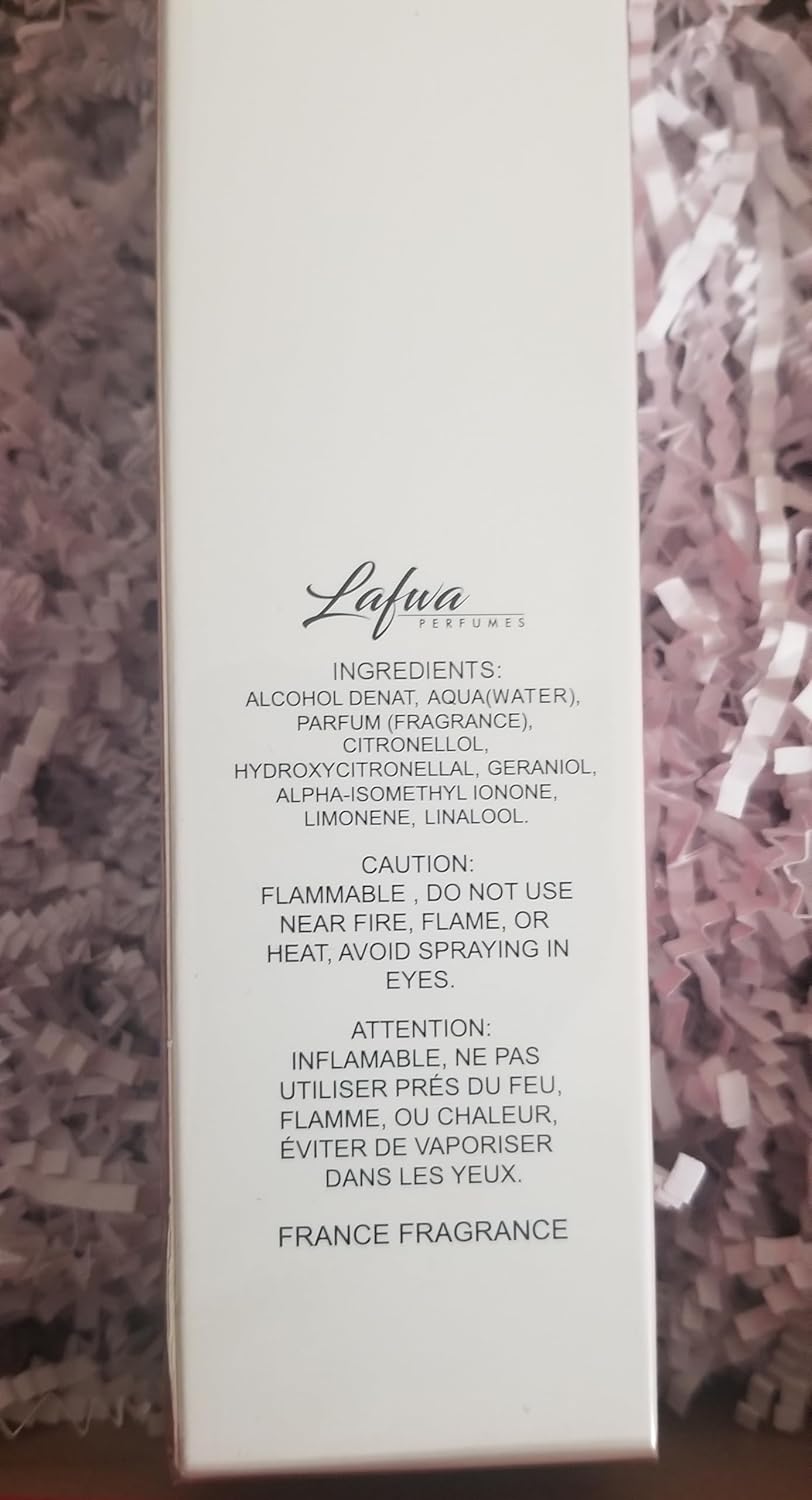 Lafwa
PERFUMES
INGREDIENTS:
ALCOHOL DENAT, AQUA(WATER),
PARFUM (FRAGRANCE),
CITRONELLOL,
HYDROXYCITRONELLAL, GERANIOL,
ALPHA-ISOMETHYL IONONE,
LIMONENE, LINALOOL.
CAUTION:
FLAMMABLE , DO NOT USE
NEAR FIRE, FLAME, OR
HEAT, AVOID SPRAYING IN
EYES.
ATTENTION:
INFLAMABLE, NE PAS
UTILISER PRÉS DU FEU,
FLAMME, OU CHALEUR,
ÉVITER DE VAPORISER
DANS LES YEUX.
FRANCE FRAGRANCE